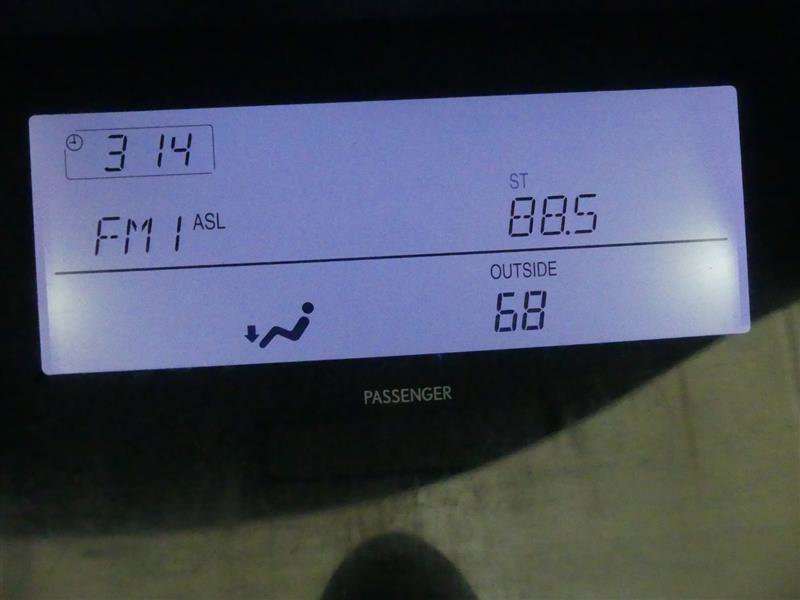 3 14
ST
FM1 ASL 88.5
OUTSIDE
68
PASSENGER